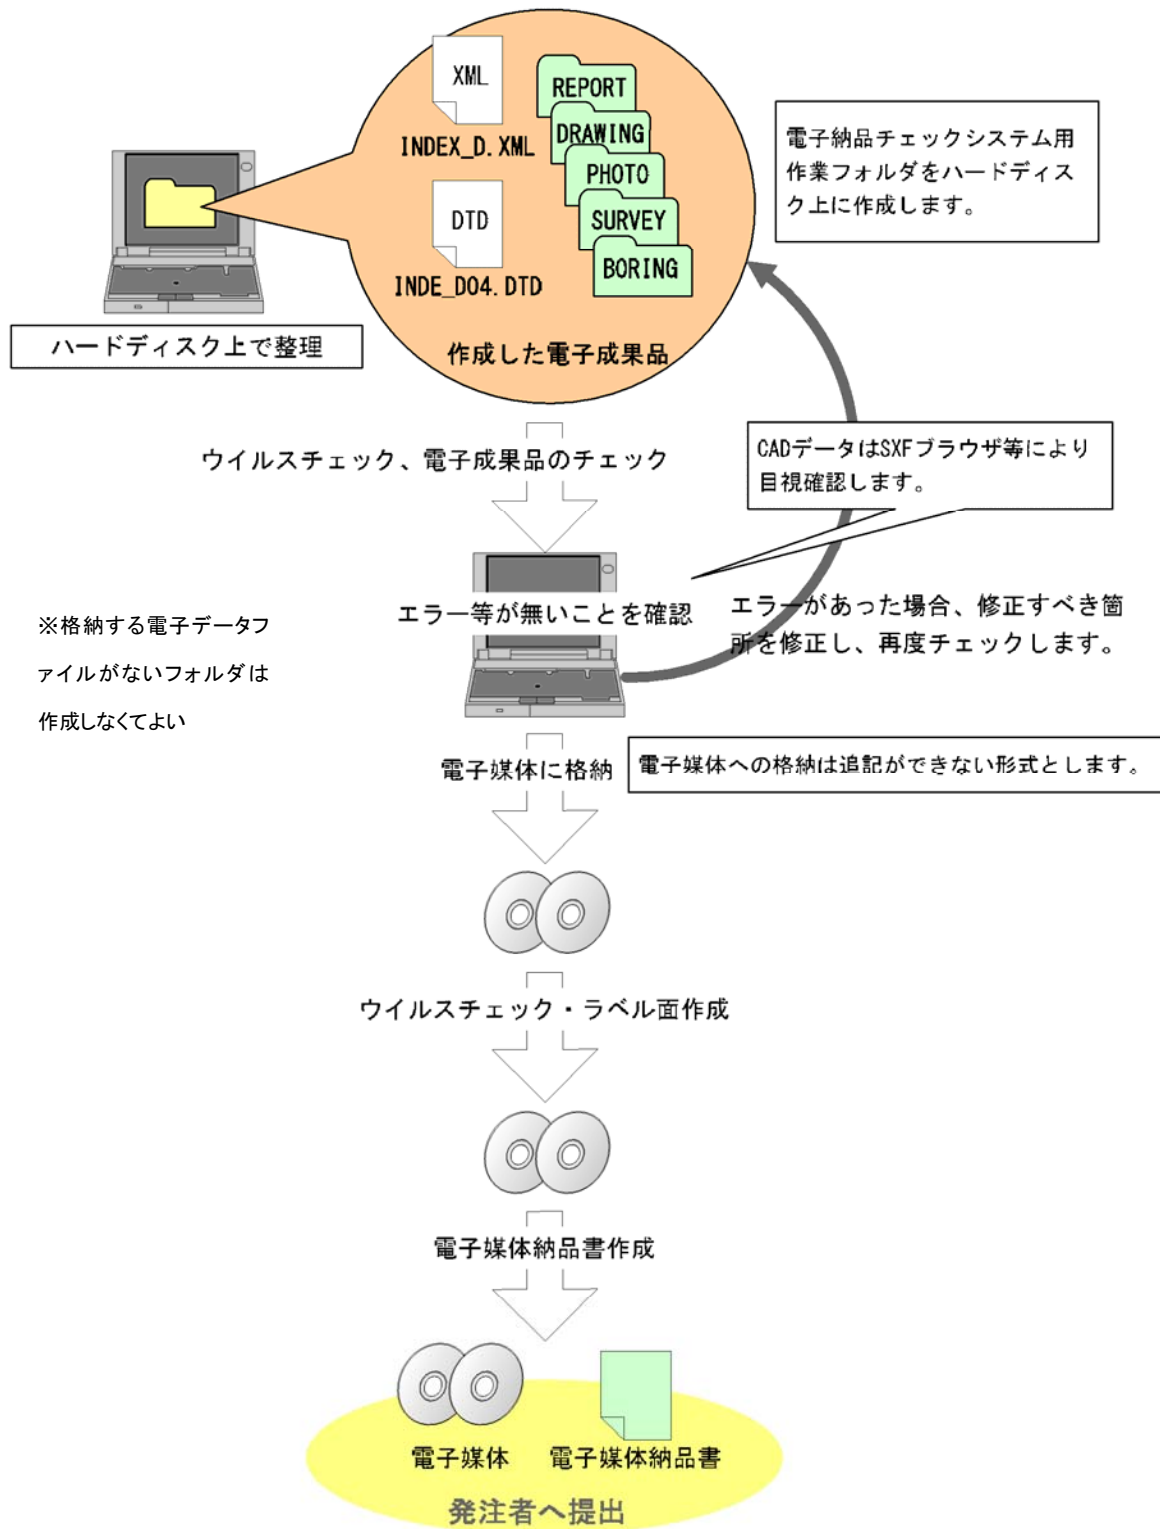 XML
INDEX_D.XML
DTD
INDE_D04.DTD
REPORT
DRAWING
PHOTO
SURVEY
BORING
作成した電子成果品
ハードディスク上で整理
電子納品チェックシステム用
作業フォルダをハードディス
ク上に作成します。
ウイルスチェック、電子成果品のチェック
CADデータはSXFブラウザ等により
目視確認します。
エラー等が無いことを確認
エラーがあった場合、修正すべき箇
所を修正し、再度チェックします。
※格納する電子データフ
ァイルがないフォルダは
作成しなくてよい
電子媒体に格納
電子媒体への格納は追記ができない形式とします。
ウイルスチェック・ラベル面作成
電子媒体納品書作成
電子媒体
電子媒体納品書
発注者へ提出